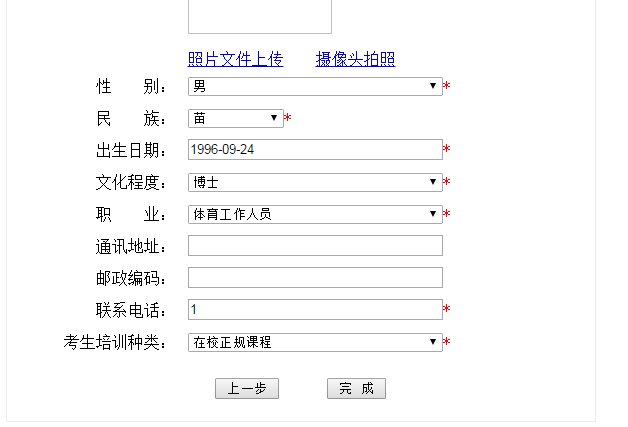 照片文件上传 摄像头拍照
性 别： 男 *
民 族： 苗 *
出生日期： 1996-09-24 *
文化程度： 博士 *
职 业： 体育工作人员 *
通讯地址：
邮政编码：
联系电话： 1 *
考生培训种类： 在校正规课程 *
上一步 完 成